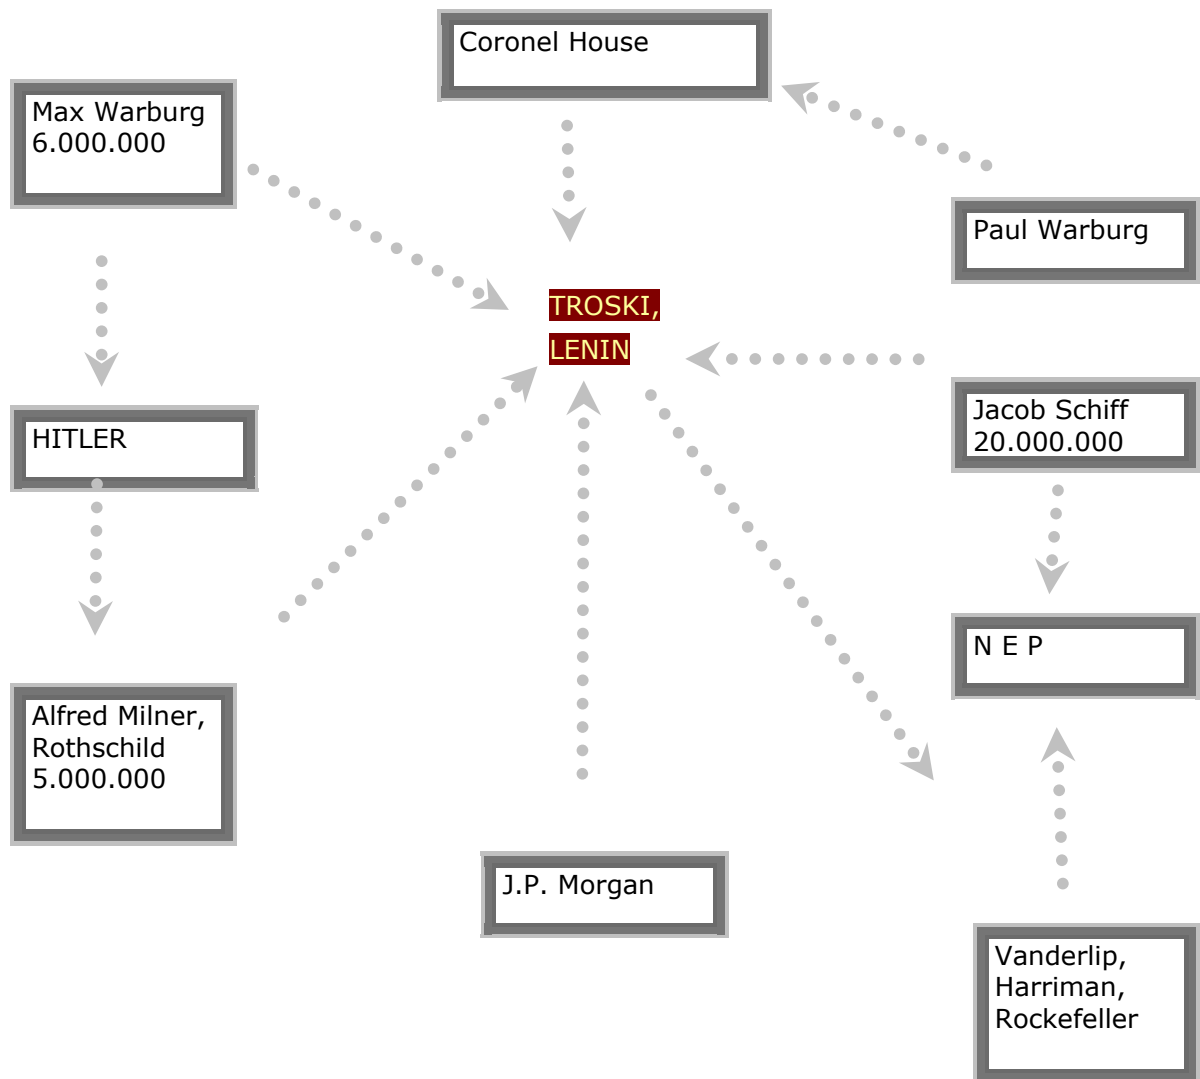 Coronel House
Max Warburg
6.000.000
Paul Warburg
TROSKI,
LENIN
Jacob Schiff
20.000.000
HITLER
N E P
Alfred Milner,
Rothschild
5.000.000
J.P. Morgan
Vanderlip,
Harriman,
Rockefeller